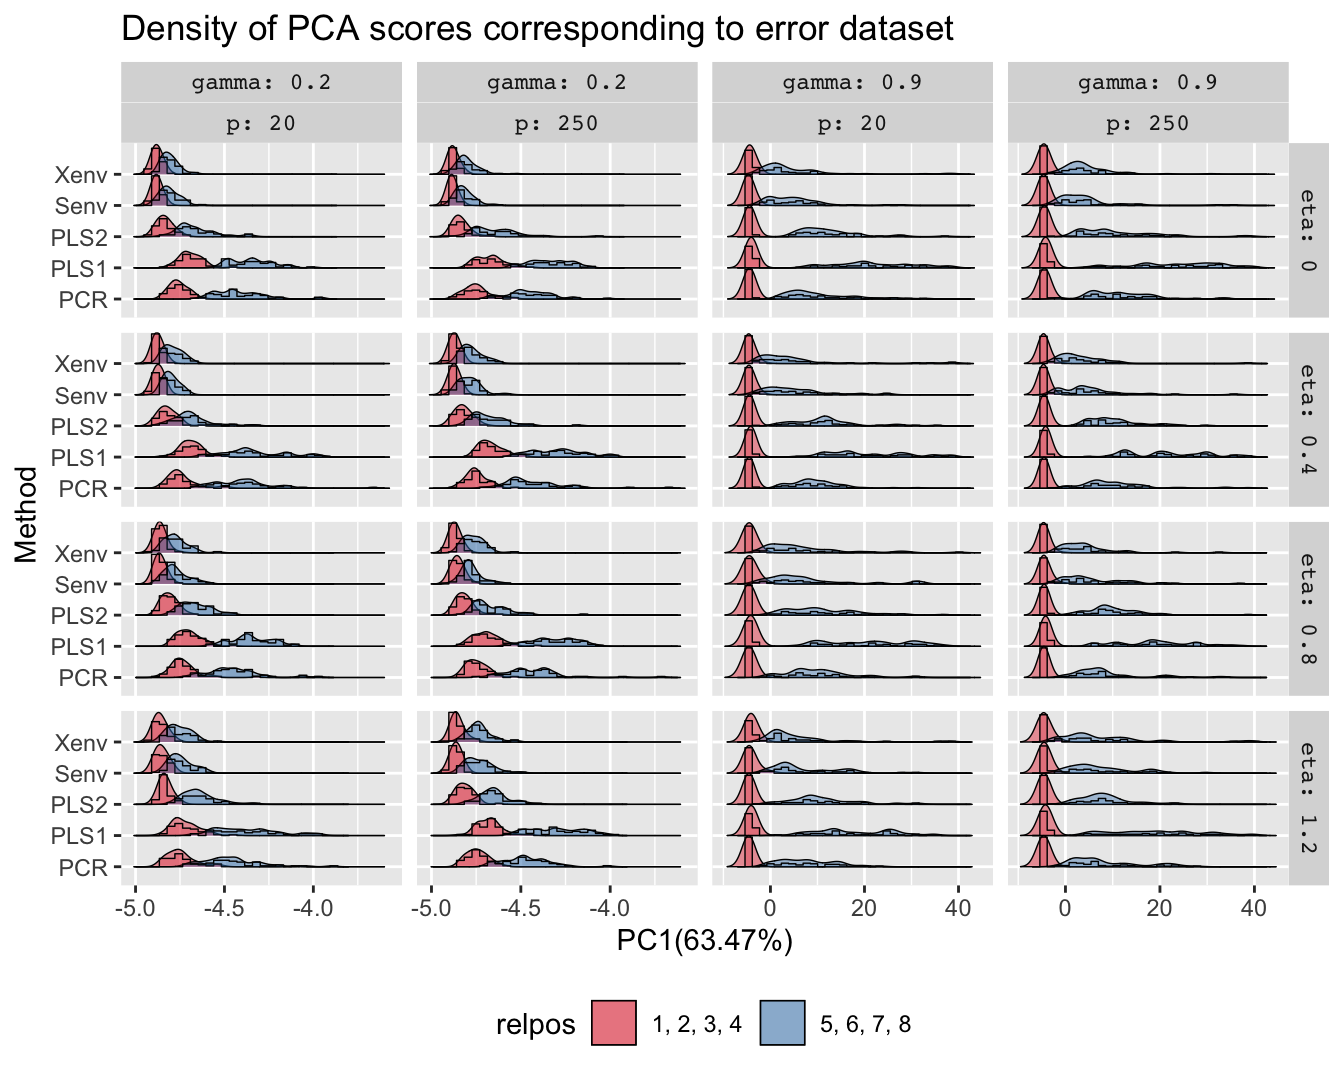 Density of PCA scores corresponding to error dataset
gamma: 0.2
gamma: 0.2
gamma: 0.9
gamma: 0.9
p: 20
p: 250
p: 20
p: 250
Xenv
Senv
PLS2
PLS1
PCR
eta: 0
Xenv
Senv
PLS2
PLS1
PCR
eta: 0.4
Xenv
Senv
PLS2
PLS1
PCR
eta: 0.8
Xenv
Senv
PLS2
PLS1
PCR
eta: 1.2
Method
-5.0 -4.5 -4.0
-5.0 -4.5 -4.0
0 20 40
0 20 40
PC1(63.47%)
relpos 1, 2, 3, 4 5, 6, 7, 8